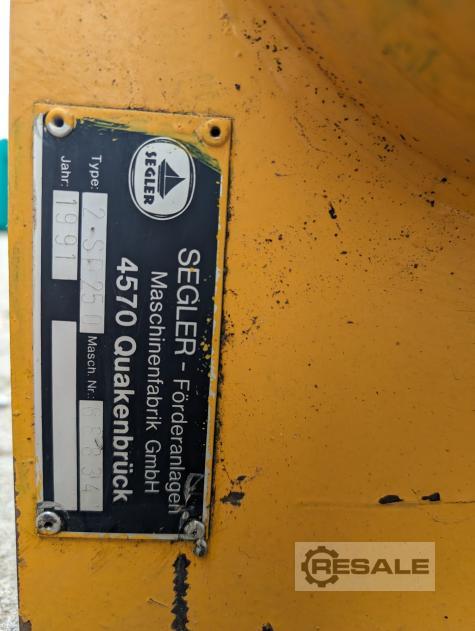 SEGLER
SEGLER - Förderanlagen
Maschinenfabrik GmbH
4570 Quakenbrück
Type: Masch. Nr.:
Jahr: 1991
RESALE